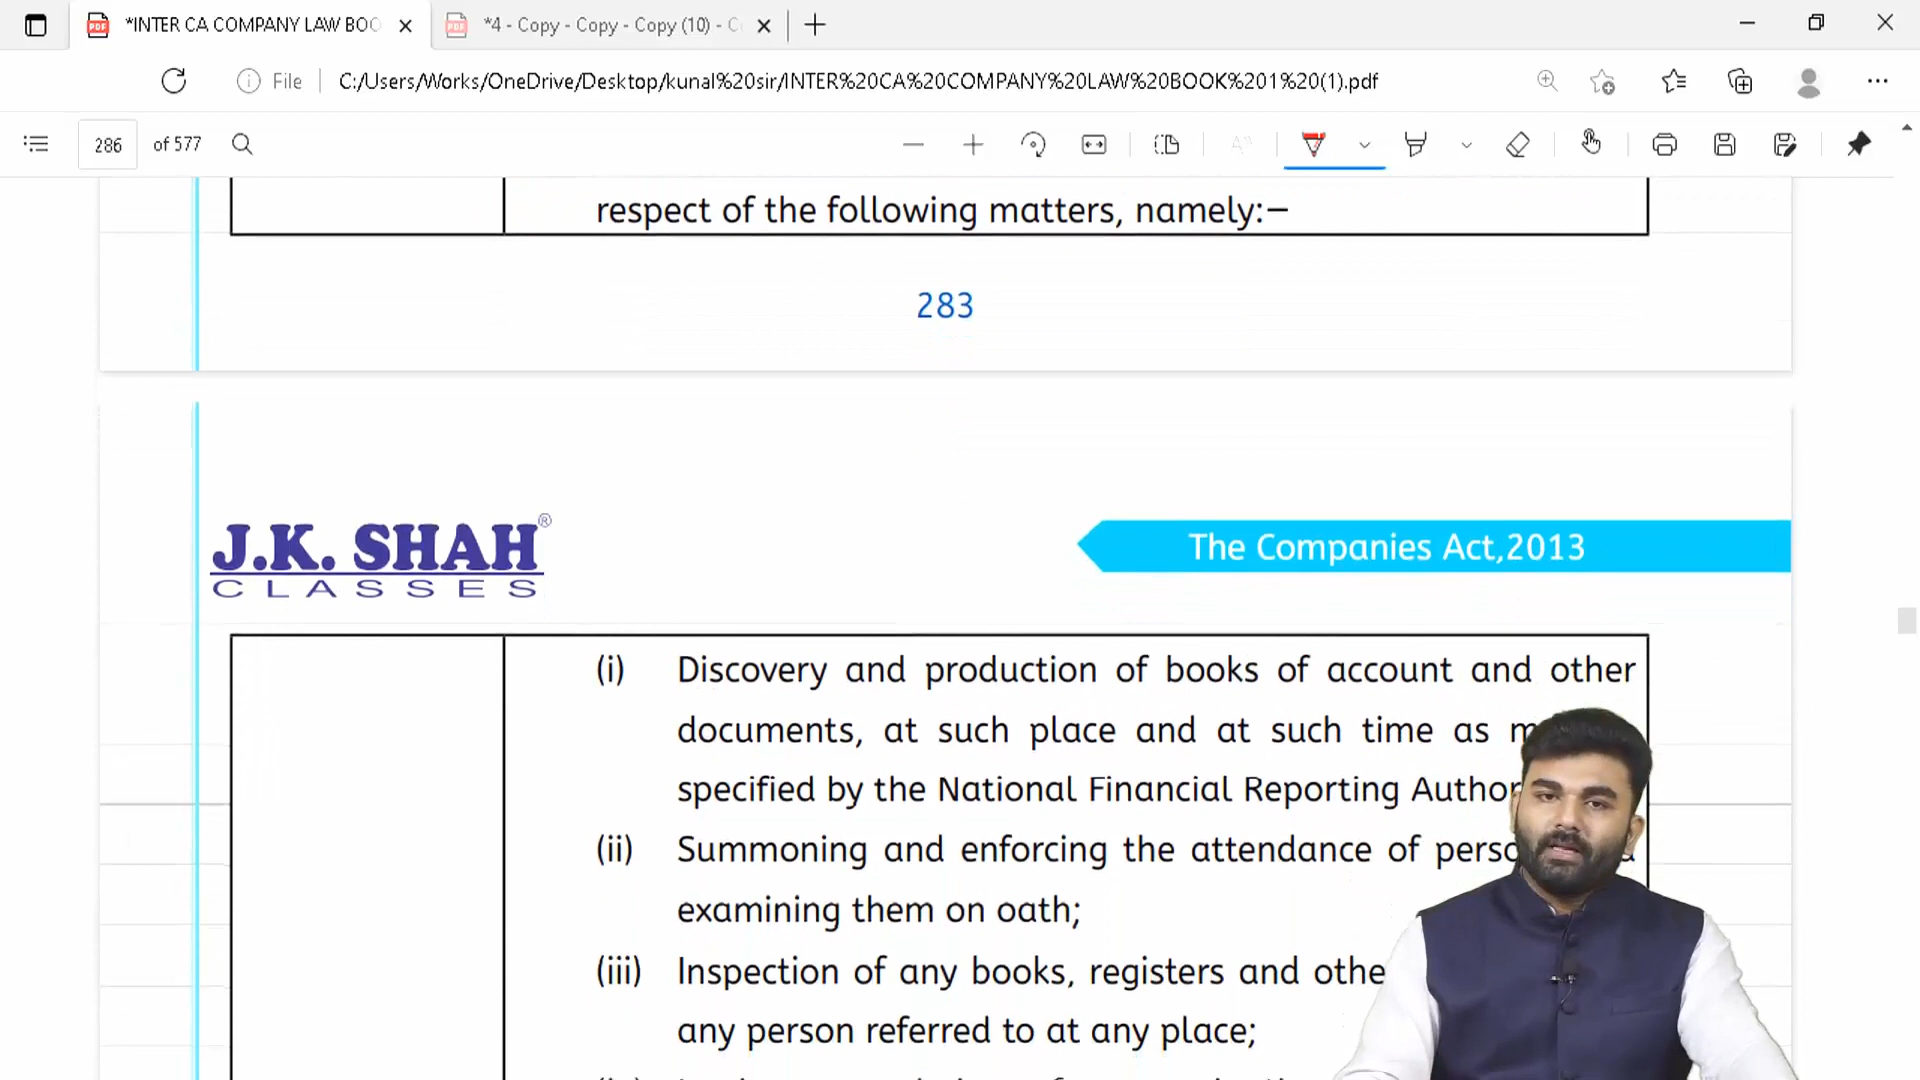 *INTER CA COMPANY LAW BOO
*4 - Copy - Copy - Copy (10) - C
File
C:/Users/Works/OneDrive/Desktop/kunal%20sir/INTER%20CA%20COMPANY%20LAW%20BOOK%201%20(1).pdf
286 of 577
respect of the following matters, namely:—
283
J.K. SHAH®
CLASSES
The Companies Act,2013
(i) Discovery and production of books of account and other
documents, at such place and at such time as
specified by the National Financial Reporting
(ii) Summoning and enforcing the attendance of
examining them on oath;
(iii) Inspection of any books, registers and
any person referred to at any place;